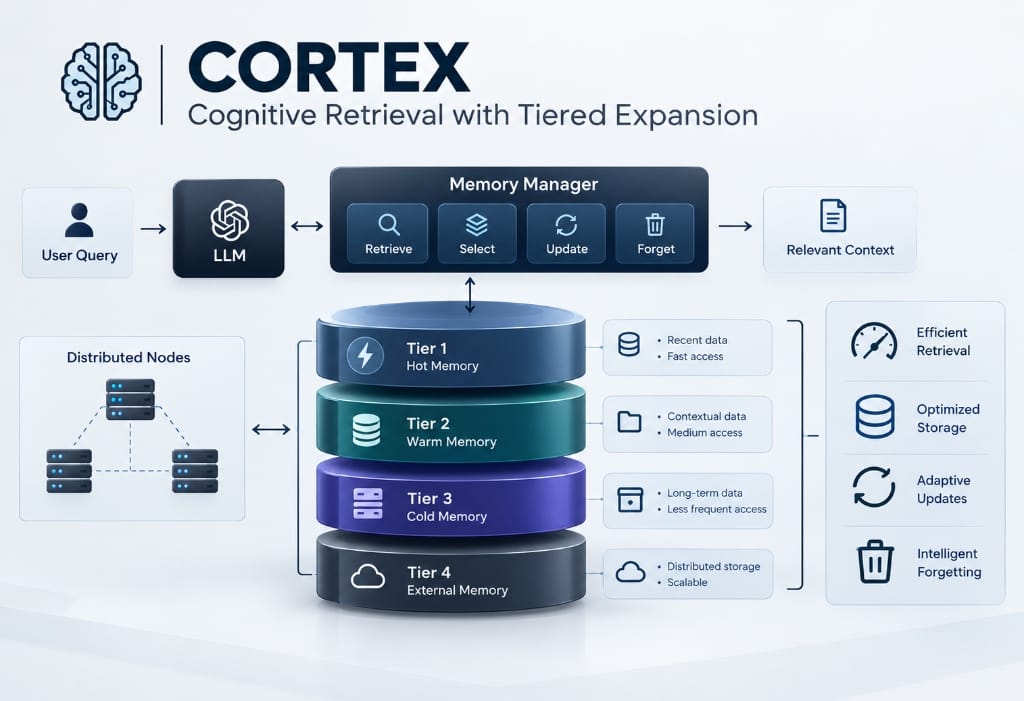 CORTEX
Cognitive Retrieval with Tiered Expansion
User Query
LLM
Memory Manager
Retrieve
Select
Update
Forget
Relevant Context
Distributed Nodes
Tier 1
Hot Memory
• Recent data
• Fast access
Tier 2
Warm Memory
• Contextual data
• Medium access
Tier 3
Cold Memory
• Long-term data
• Less frequent access
Tier 4
External Memory
• Distributed storage
• Scalable
Efficient
Retrieval
Optimized
Storage
Adaptive
Updates
Intelligent
Forgetting